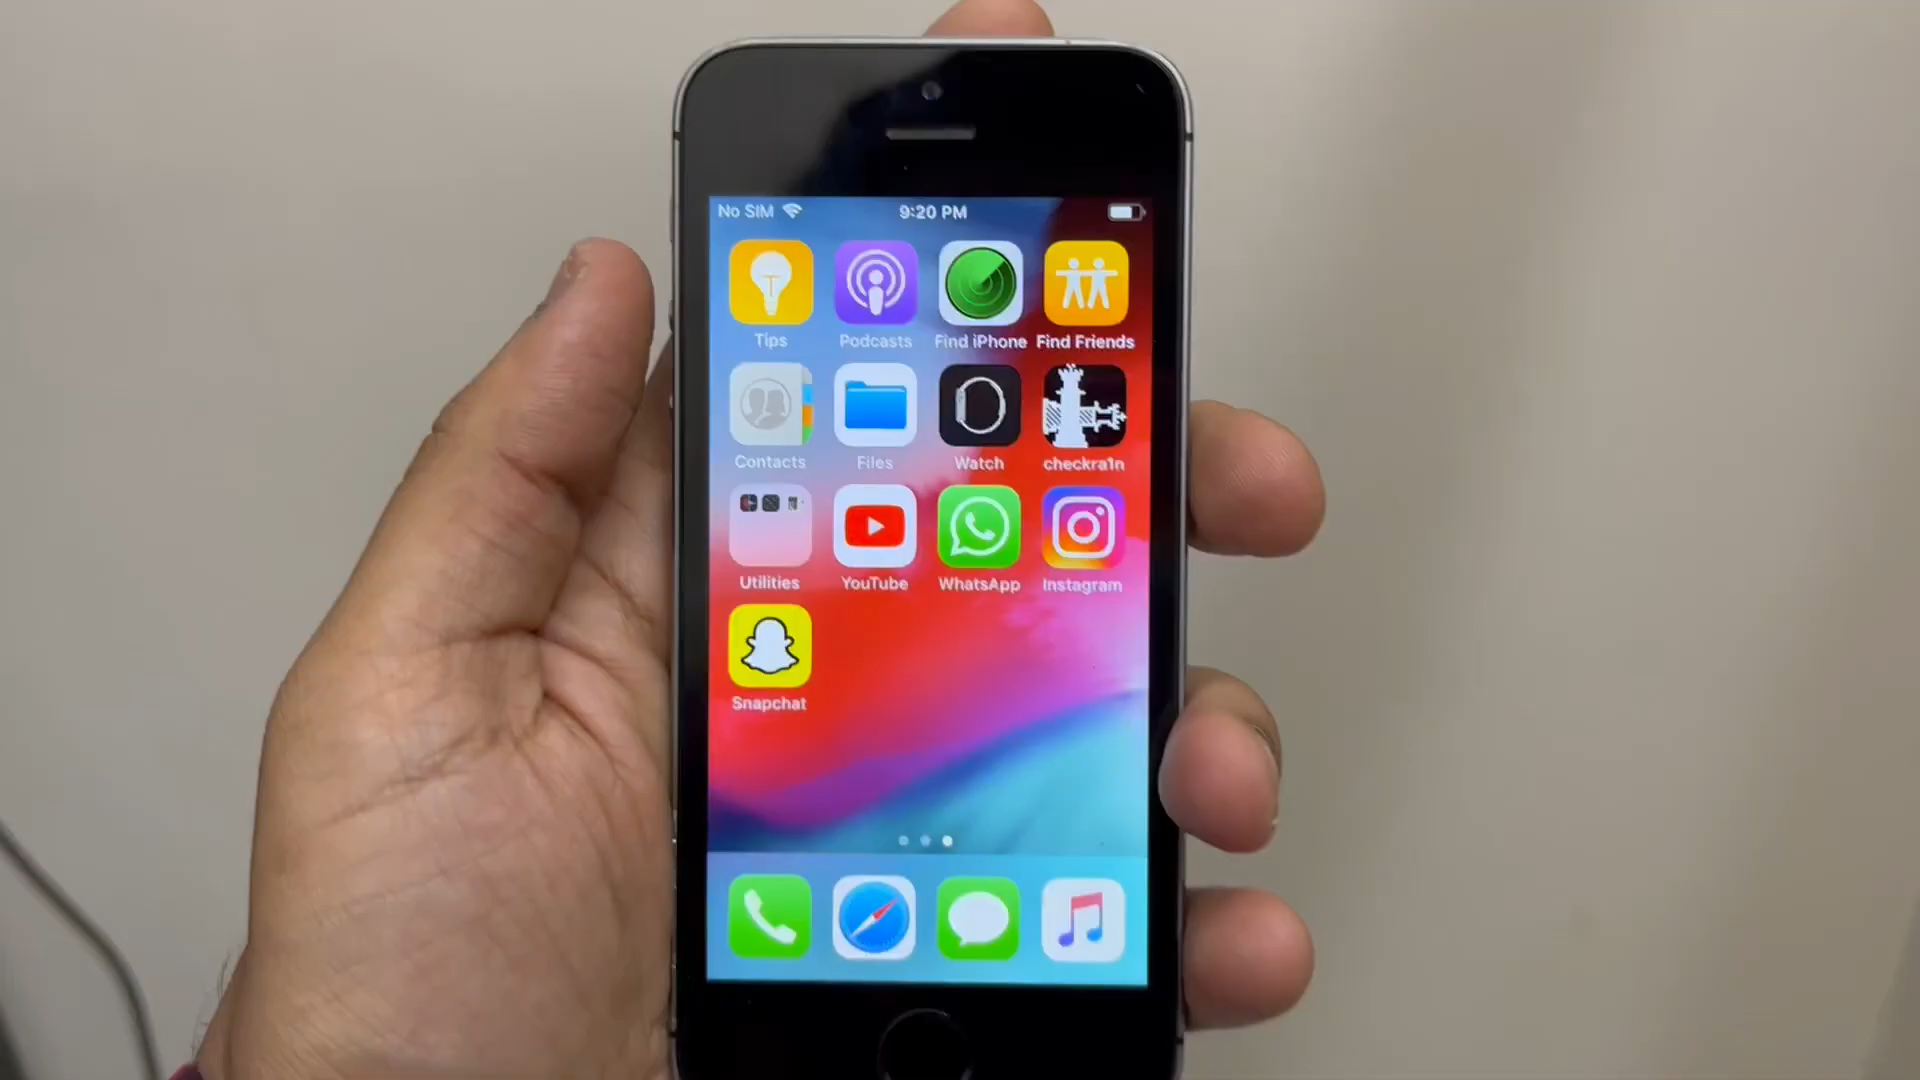 No SIM 9:20 PM
Tips Podcasts Find iPhone Find Friends
Contacts Files Watch checkra1n
Utilities YouTube WhatsApp Instagram
Snapchat